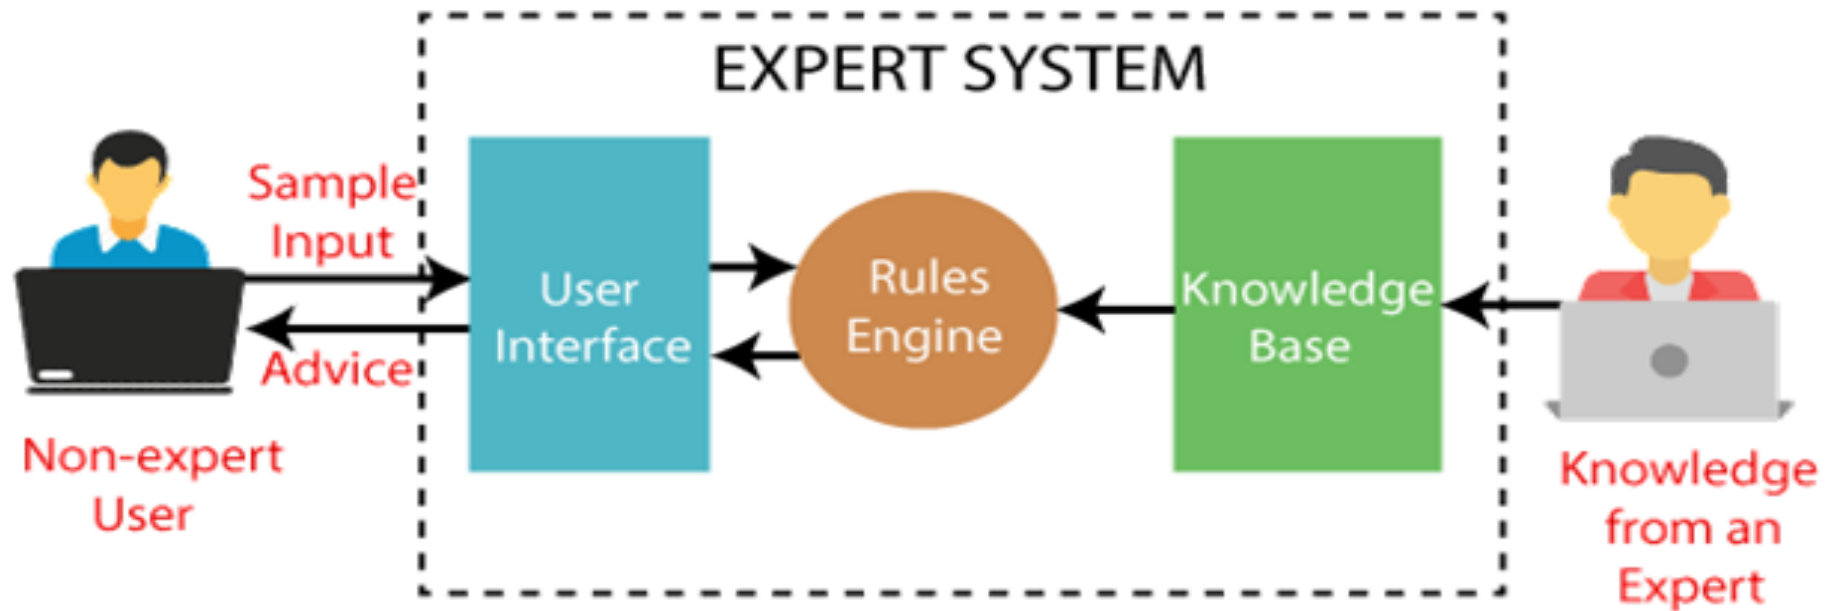 EXPERT SYSTEM
Sample
Input
Advice
Non-expert
User
User
Interface
Rules
Engine
Knowledge
Base
Knowledge
from an
Expert